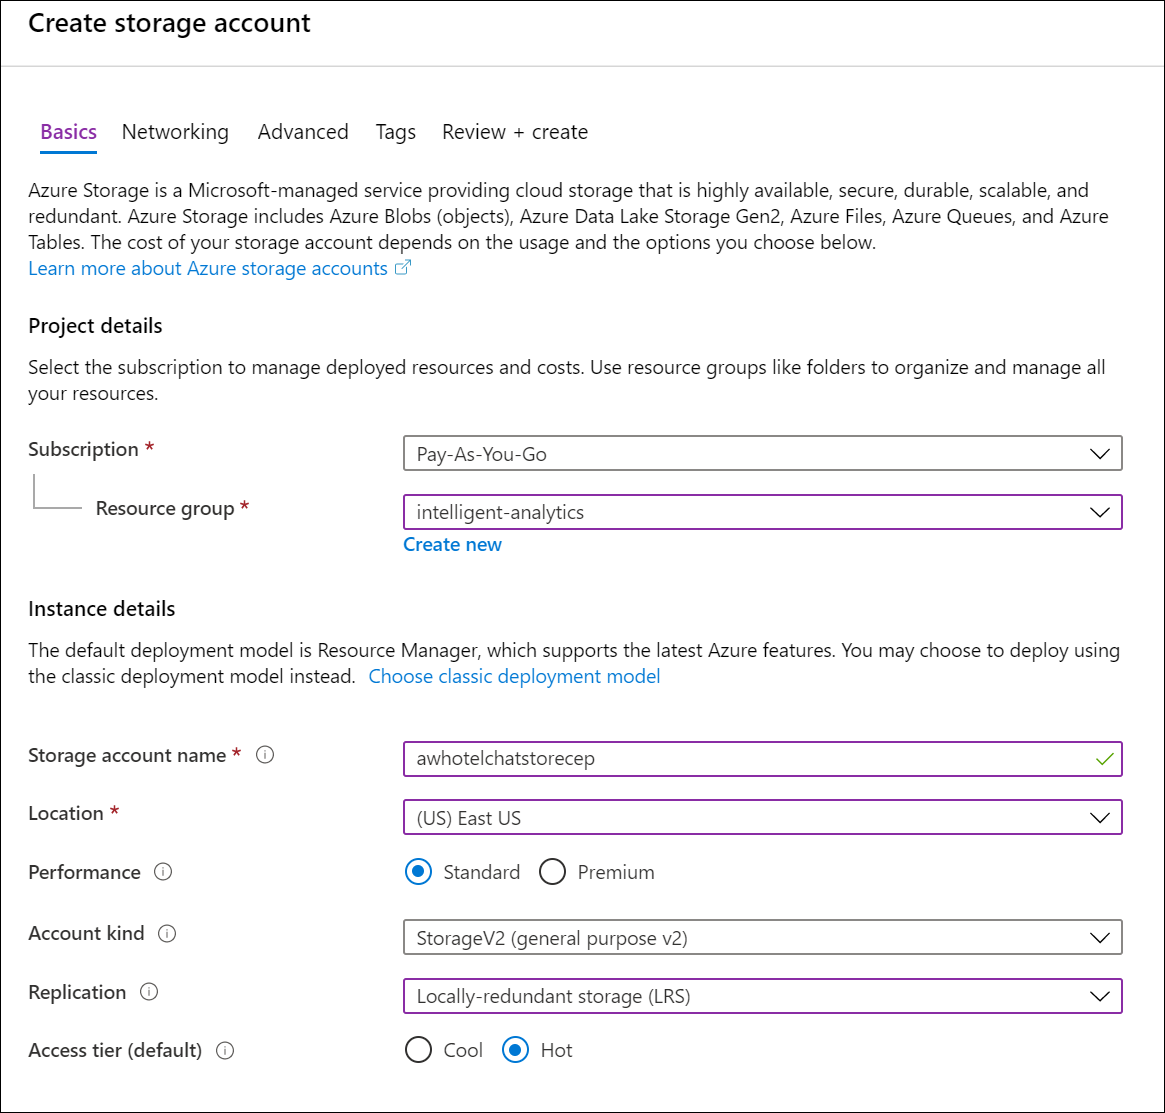 Create storage account
Basics Networking Advanced Tags Review + create
Azure Storage is a Microsoft-managed service providing cloud storage that is highly available, secure, durable, scalable, and
redundant. Azure Storage includes Azure Blobs (objects), Azure Data Lake Storage Gen2, Azure Files, Azure Queues, and Azure
Tables. The cost of your storage account depends on the usage and the options you choose below.
Learn more about Azure storage accounts
Project details
Select the subscription to manage deployed resources and costs. Use resource groups like folders to organize and manage all
your resources.
Subscription * Pay-As-You-Go
Resource group * intelligent-analytics
Create new
Instance details
The default deployment model is Resource Manager, which supports the latest Azure features. You may choose to deploy using
the classic deployment model instead. Choose classic deployment model
Storage account name * awhotelchatstorecep
Location * (US) East US
Performance Standard Premium
Account kind StorageV2 (general purpose v2)
Replication Locally-redundant storage (LRS)
Access tier (default) Cool Hot